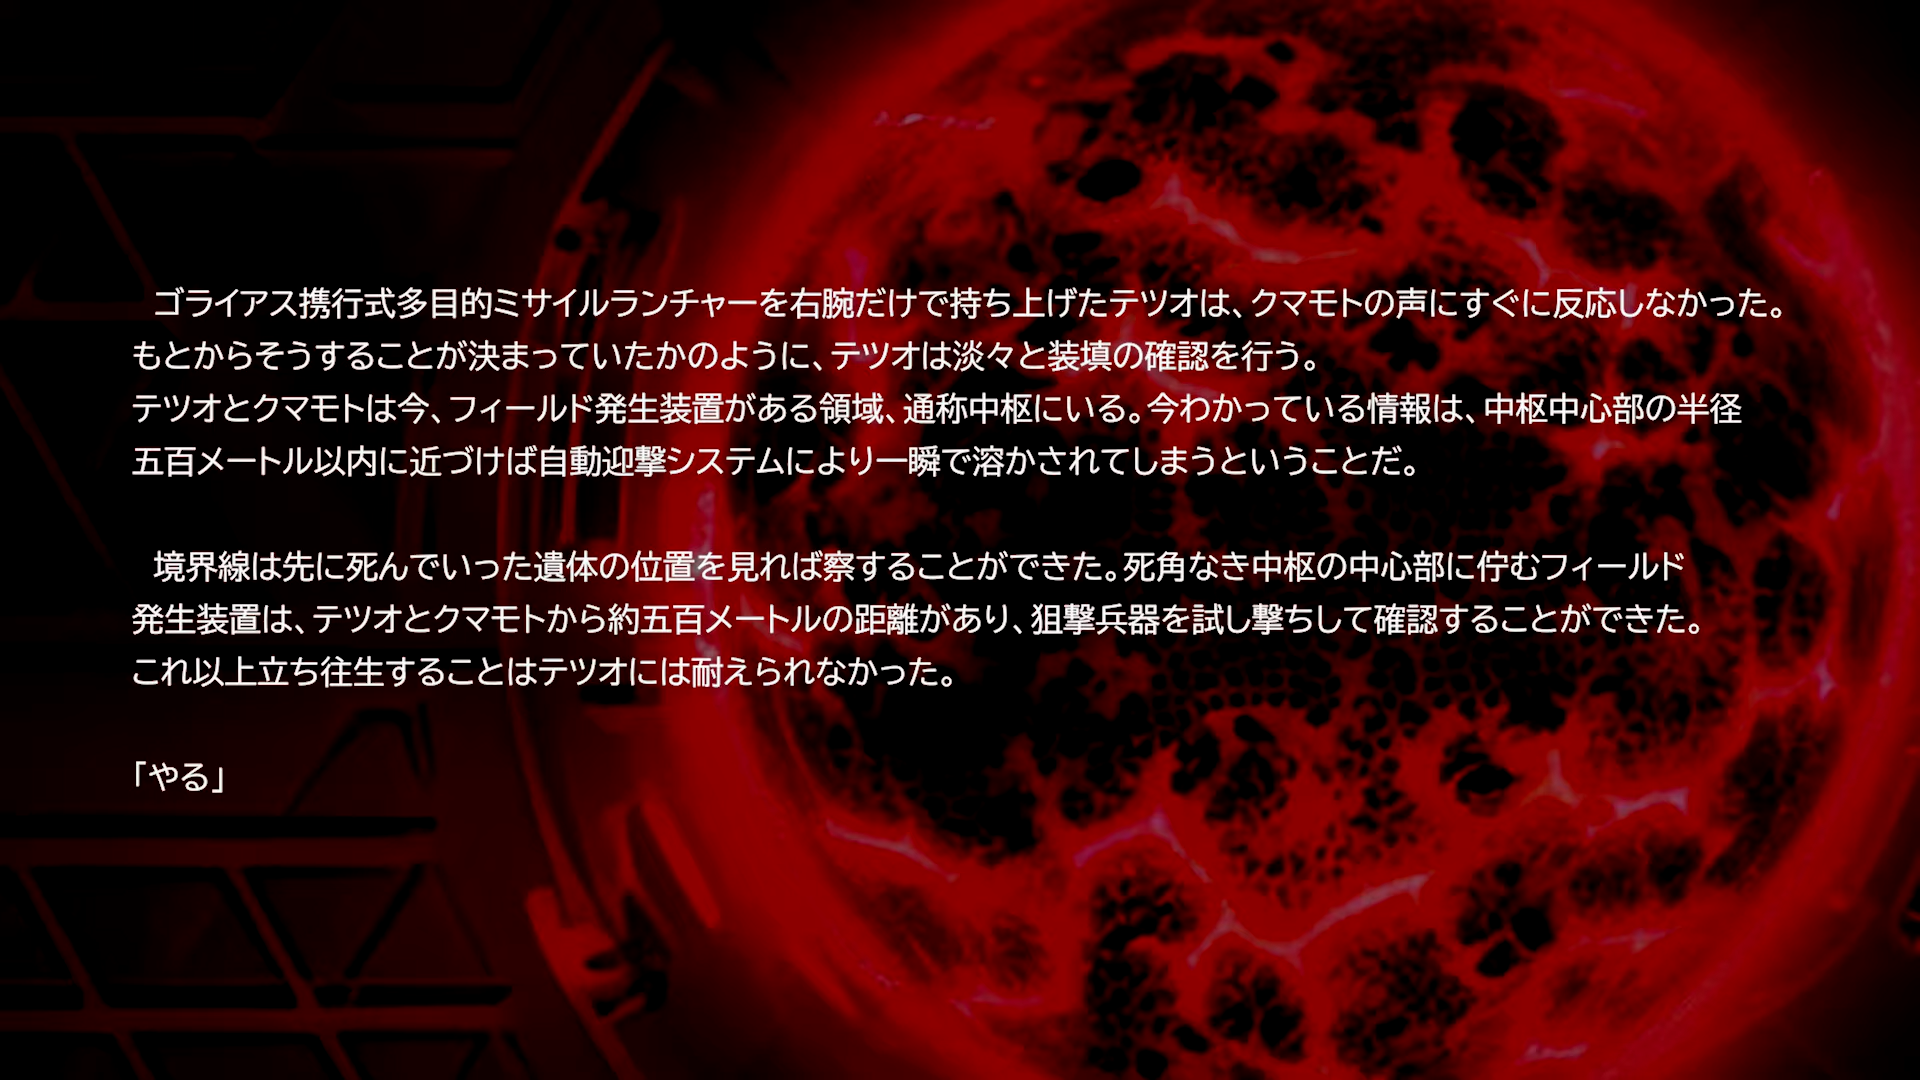 ゴライアス携行式多目的ミサイルランチャーを右腕だけで持ち上げたテツオは、クマモトの声にすぐに反応しなかった。
もとからそうすることが決まっていたかのように、テツオは淡々と装填の確認を行う。
テツオとクマモトは今、フィールド発生装置がある領域、通称中枢にいる。今わかっている情報は、中枢中心部の半径
五百メートル以内に近づけば自動迎撃システムにより一瞬で溶かされてしまうということだ。
境界線は先に死んでいった遺体の位置を見れば察することができた。死角なき中枢の中心部に佇むフィールド
発生装置は、テツオとクマモトから約五百メートルの距離があり、狙撃兵器を試し撃ちして確認することができた。
これ以上立ち往生することはテツオには耐えられなかった。
「やる」